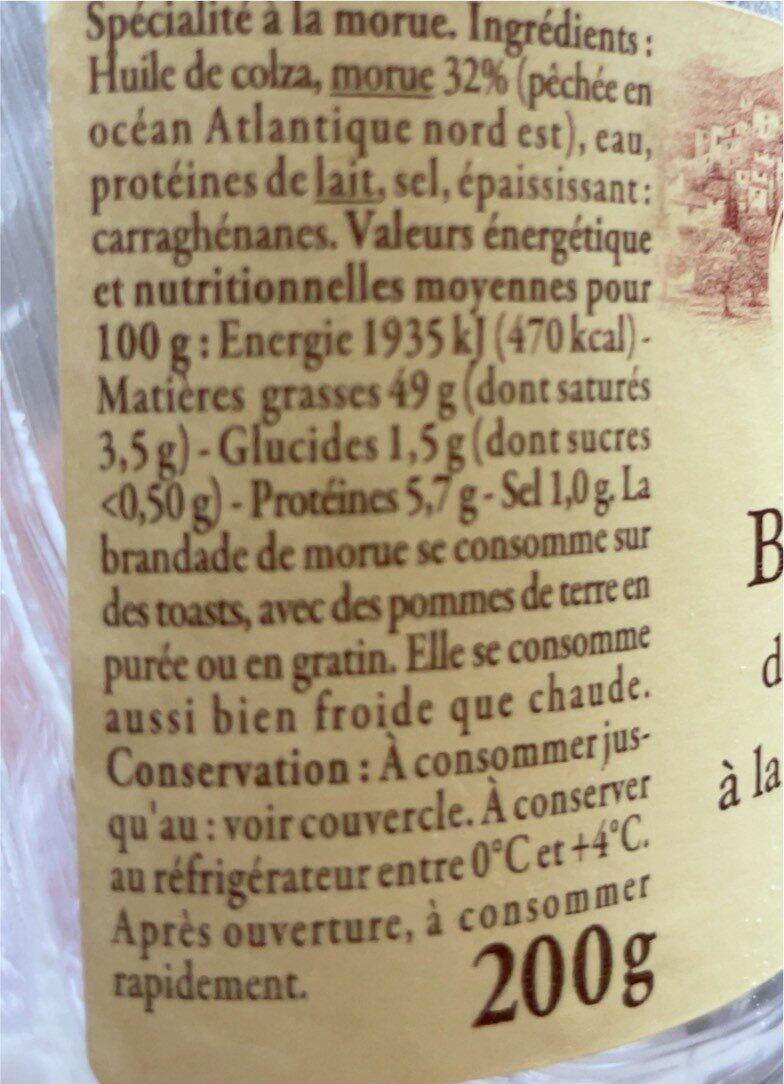 Spécialité à la morue. Ingrédients :
Huile de colza, morue 32% (pêchée en
océan Atlantique nord est), eau,
protéines de lait, sel, épaississant :
carraghénanes. Valeurs énergétique
et nutritionnelles moyennes pour
100 g : Energie 1935 kJ (470 kcal) -
Matières grasses 49 g (dont saturés
3,5 g) - Glucides 1,5 g (dont sucres
<0,50 g) - Protéines 5,7 g - Sel 1,0 g. La
brandade de morue se consomme sur
des toasts, avec des pommes de terre en
purée ou en gratin. Elle se consomme
aussi bien froide que chaude.
Conservation : À consommer jus-
qu'au : voir couvercle. À conserver
au réfrigérateur entre 0°C et +4°C.
Après ouverture, à consommer
rapidement.
200g
B
d
à la